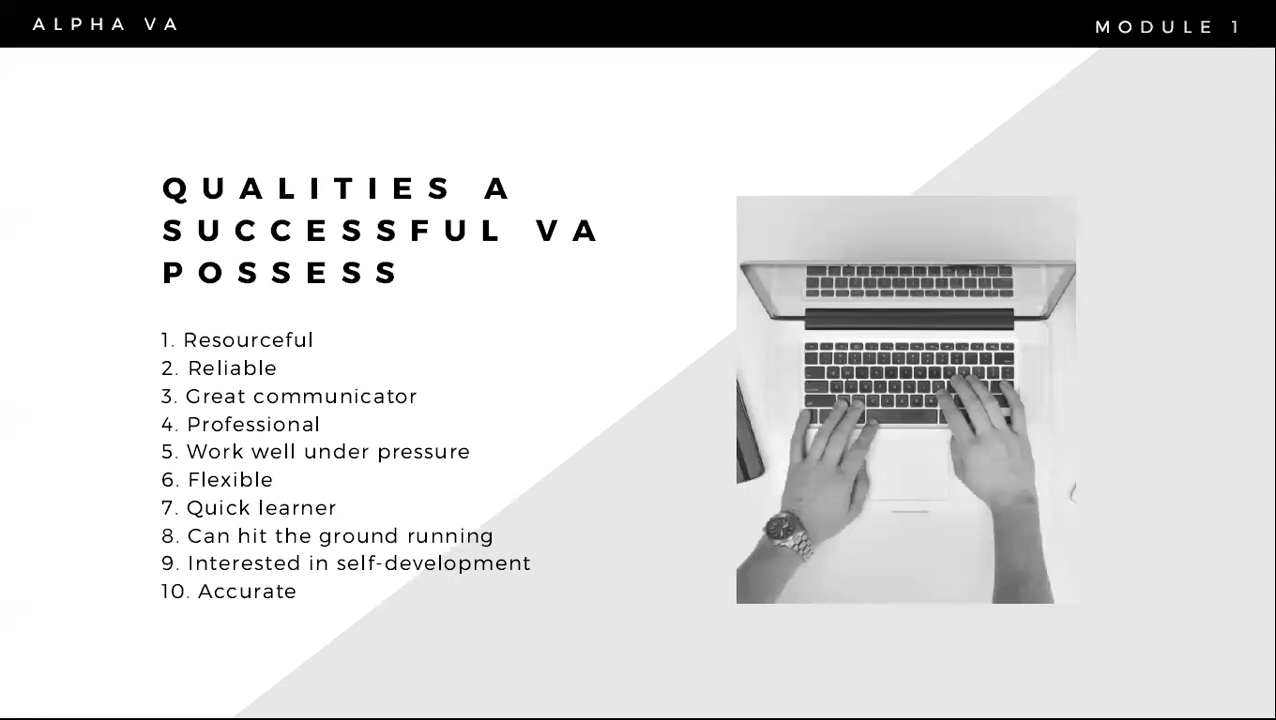 ALPHA VA
MODULE 1
QUALITIES A
SUCCESSFUL VA
POSSESS
1. Resourceful
2. Reliable
3. Great communicator
4. Professional
5. Work well under pressure
6. Flexible
7. Quick learner
8. Can hit the ground running
9. Interested in self-development
10. Accurate